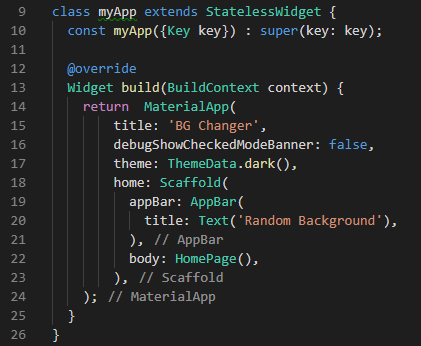 9 class myApp extends StatelessWidget {
10   const myApp({Key key}) : super(key: key);
11
12   @override
13   Widget build(BuildContext context) {
14     return  MaterialApp(
15         title: 'BG Changer',
16         debugShowCheckedModeBanner: false,
17         theme: ThemeData.dark(),
18         home: Scaffold(
19           appBar: AppBar(
20             title: Text('Random Background'),
21           ), // AppBar
22           body: HomePage(),
23         ), // Scaffold
24     ); // MaterialApp
25   }
26 }